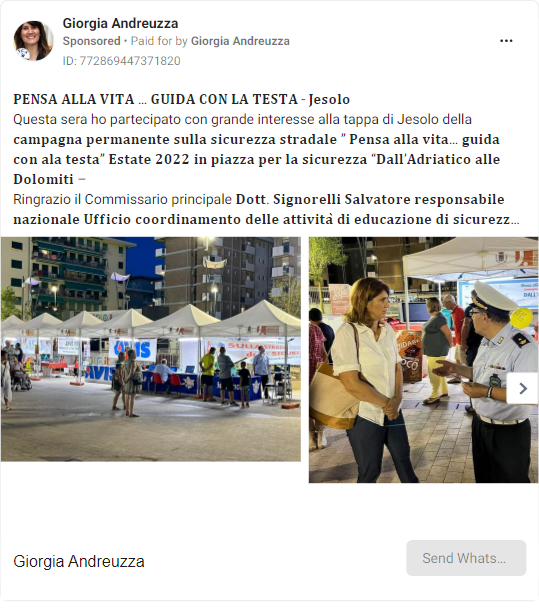 Giorgia Andreuzza
Sponsored • Paid for by Giorgia Andreuzza
ID: 772869447371820
PENSA ALLA VITA ... GUIDA CON LA TESTA - Jesolo
Questa sera ho partecipato con grande interesse alla tappa di Jesolo della
campagna permanente sulla sicurezza stradale ” Pensa alla vita... guida
con ala testa” Estate 2022 in piazza per la sicurezza “Dall’Adriatico alle
Dolomiti –
Ringrazio il Commissario principale Dott. Signorelli Salvatore responsabile
nazionale Ufficio coordinamento delle attività di educazione di sicurezz...
AVIS
SULLA STRADA
Giorgia Andreuzza
Send Whats...